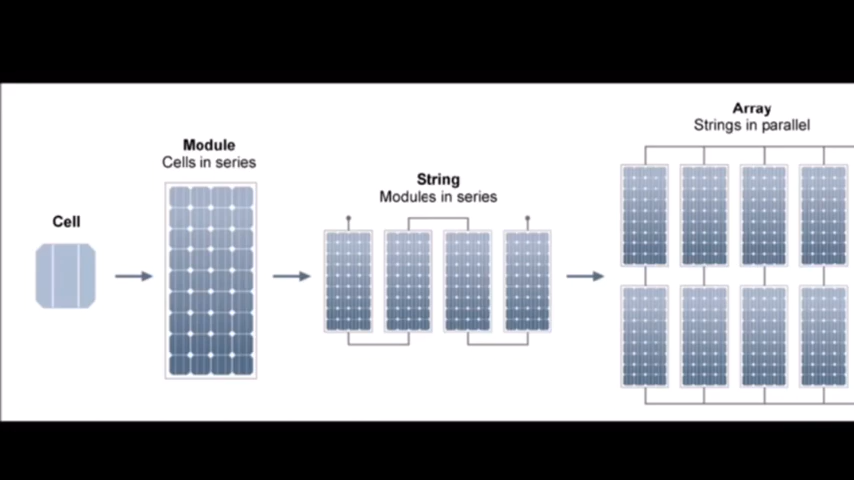 Cell
Module
Cells in series
String
Modules in series
Array
Strings in parallel